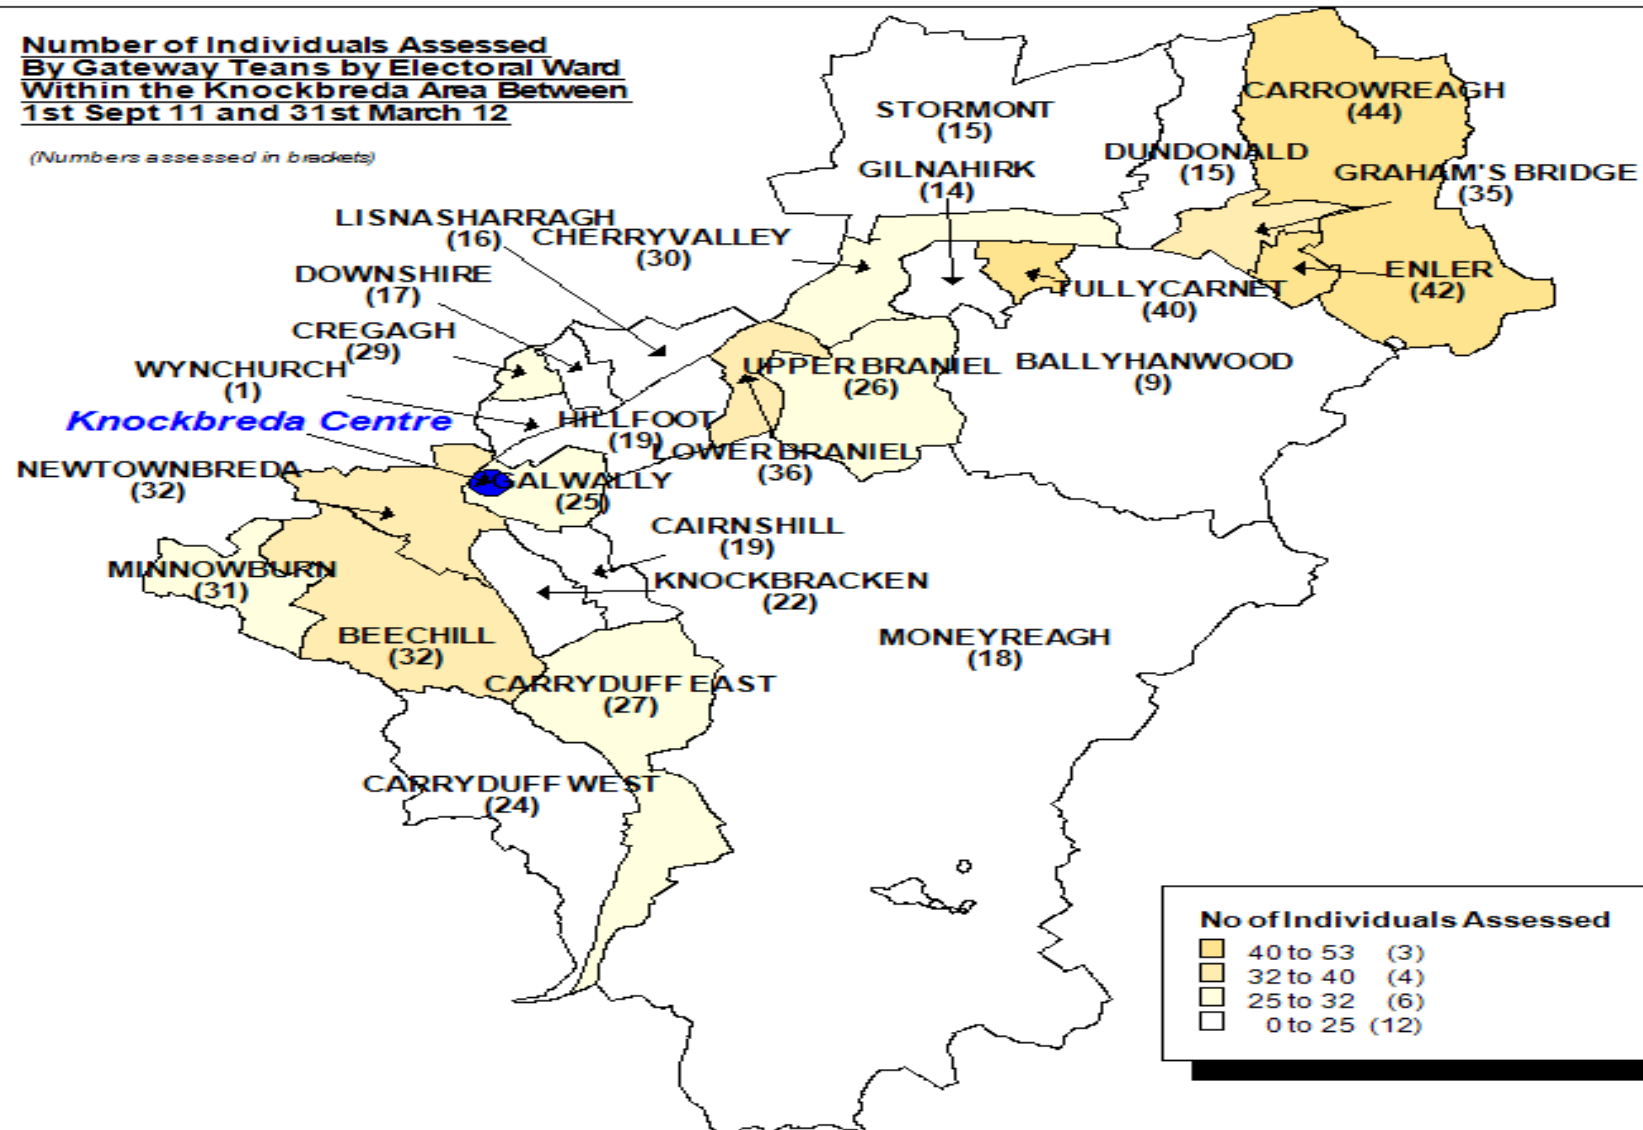 Number of Individuals Assessed
By Gateway Teans by Electoral Ward
Within the Knockbreda Area Between
1st Sept 11 and 31st March 12
(Numbers assessed in brackets)
CARROWREAGH
(44)
STORMONT
(15)
DUNDONALD
(15)
GILNAHIRK
(14)
GRAHAM'S BRIDGE
(35)
LISNASHARRAGH
(16)
CHERRYVALLEY
(30)
DOWNSHIRE
(17)
ENLER
(42)
TULLYCARNET
(40)
CREGAGH
(29)
WYNCHURCH
(1)
UPPER BRANIEL
(26)
BALLYHANWOOD
(9)
Knockbreda Centre
HILLFOOT
(19)
LOWER BRANIEL
(36)
NEWTOWNBREDA
(32)
GALWALLY
(25)
CAIRNSHILL
(19)
MINNOWBURN
(31)
KNOCKBRACKEN
(22)
BEECHILL
(32)
MONEYREAGH
(18)
CARRYDUFF EAST
(27)
CARRYDUFF WEST
(24)
No of Individuals Assessed
40 to 53 (3)
32 to 40 (4)
25 to 32 (6)
0 to 25 (12)